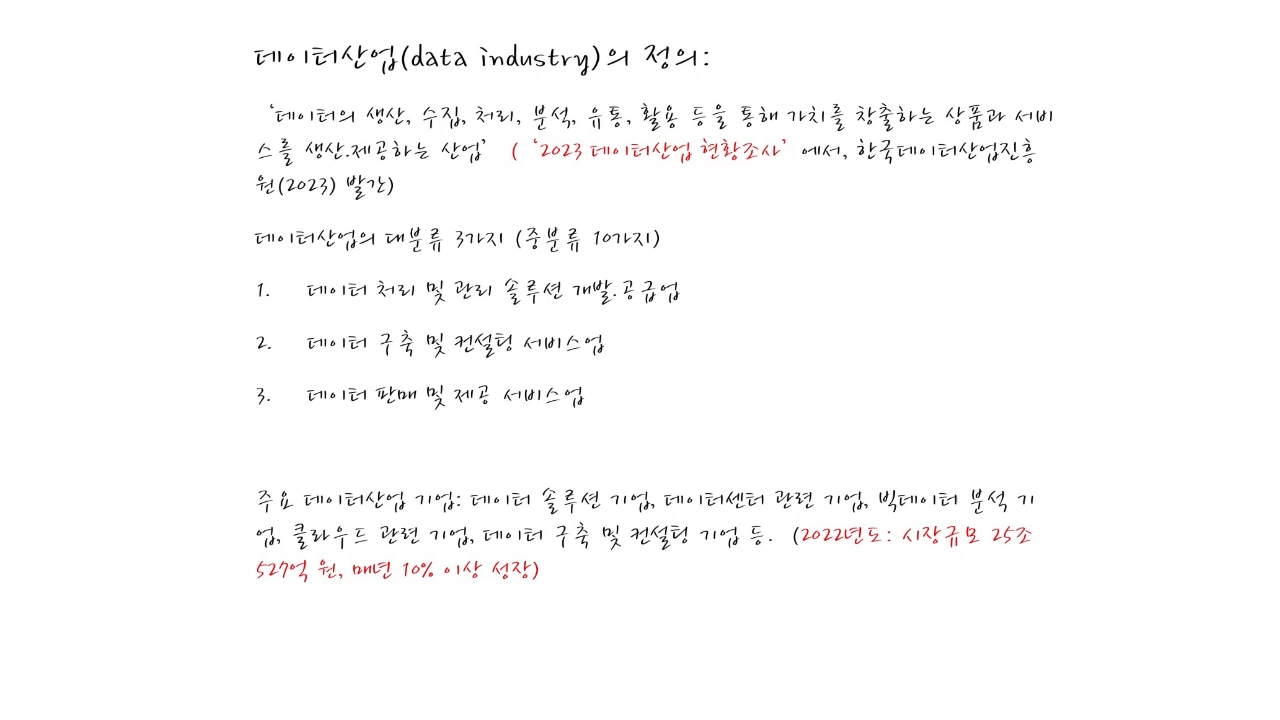 데이터산업(data industry)의 정의:
‘데이터의 생산, 수집, 처리, 분석, 유통, 활용 등을 통해 가치를 창출하는 상품과 서비
스를 생산.제공하는 산업’ ( ‘2023 데이터산업 현황조사’ 에서, 한국데이터산업진흥
원(2023) 발간)
데이터산업의 대분류 3가지 (중분류 10가지)
1. 데이터 처리 및 관리 솔루션 개발.공급업
2. 데이터 구축 및 컨설팅 서비스업
3. 데이터 판매 및 제공 서비스업
주요 데이터산업 기업: 데이터 솔루션 기업, 데이터센터 관련 기업, 빅데이터 분석 기
업, 클라우드 관련 기업, 데이터 구축 및 컨설팅 기업 등. (2022년도: 시장규모 25조
527억 원, 매년 10% 이상 성장)